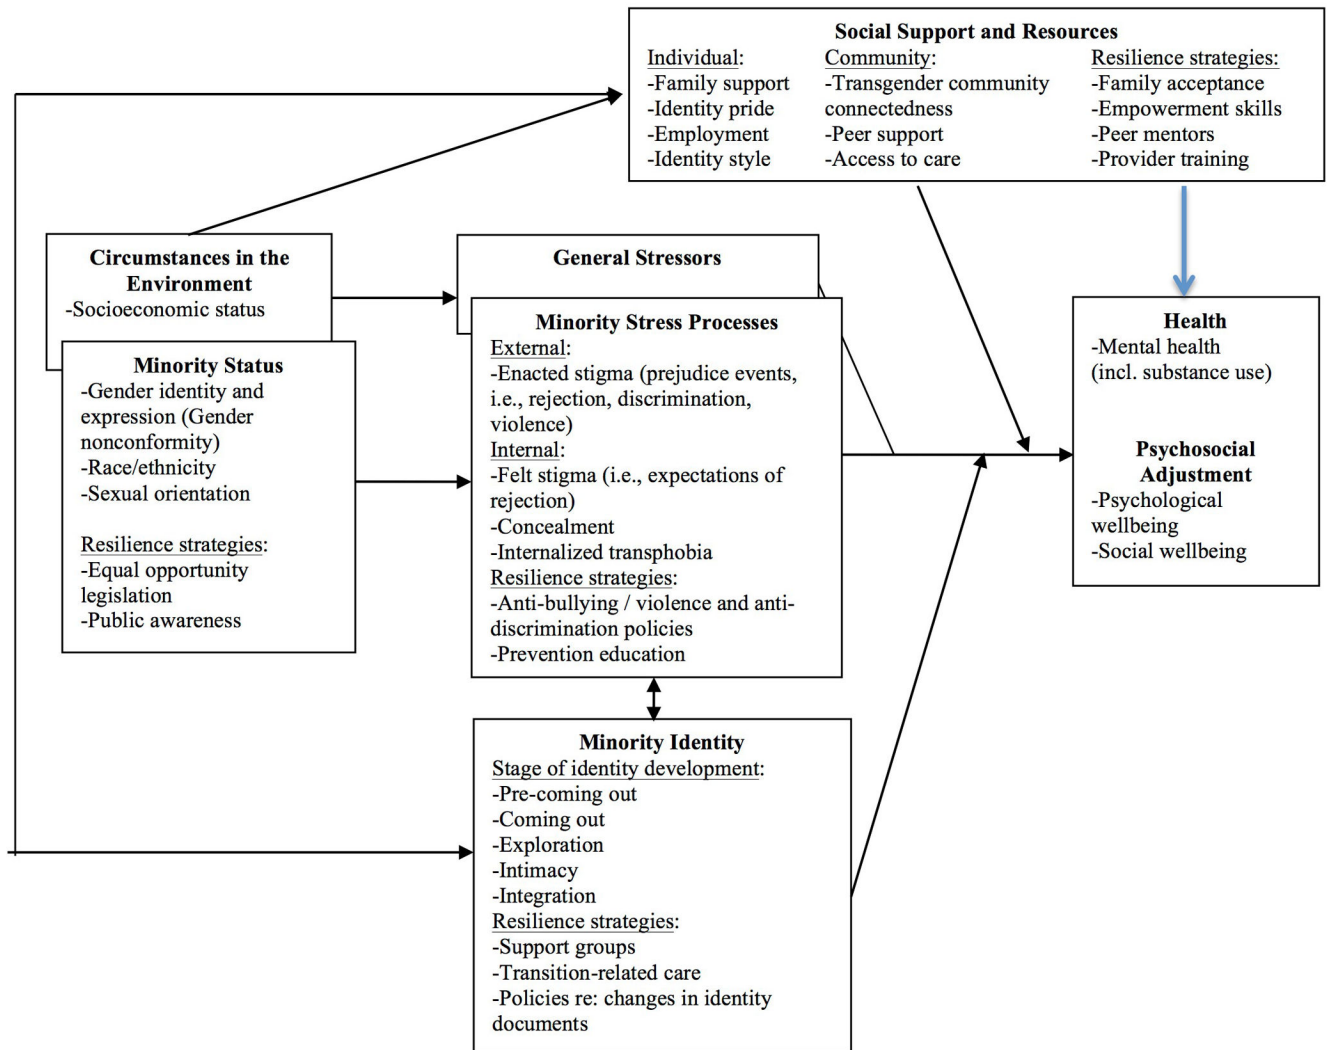 Social Support and Resources
Individual:
-Family support
-Identity pride
-Employment
-Identity style
Community:
-Transgender community
connectedness
-Peer support
-Access to care
Resilience strategies:
-Family acceptance
-Empowerment skills
-Peer mentors
-Provider training
Circumstances in the
Environment
-Socioeconomic status
Minority Status
-Gender identity and
expression (Gender
nonconformity)
-Race/ethnicity
-Sexual orientation
Resilience strategies:
-Equal opportunity
legislation
-Public awareness
General Stressors
Minority Stress Processes
External:
-Enacted stigma (prejudice events,
i.e., rejection, discrimination,
violence)
Internal:
-Felt stigma (i.e., expectations of
rejection)
-Concealment
-Internalized transphobia
Resilience strategies:
-Anti-bullying / violence and anti-
discrimination policies
-Prevention education
Health
-Mental health
(incl. substance use)
Psychosocial
Adjustment
-Psychological
wellbeing
-Social wellbeing
Minority Identity
Stage of identity development:
-Pre-coming out
-Coming out
-Exploration
-Intimacy
-Integration
Resilience strategies:
-Support groups
-Transition-related care
-Policies re: changes in identity
documents